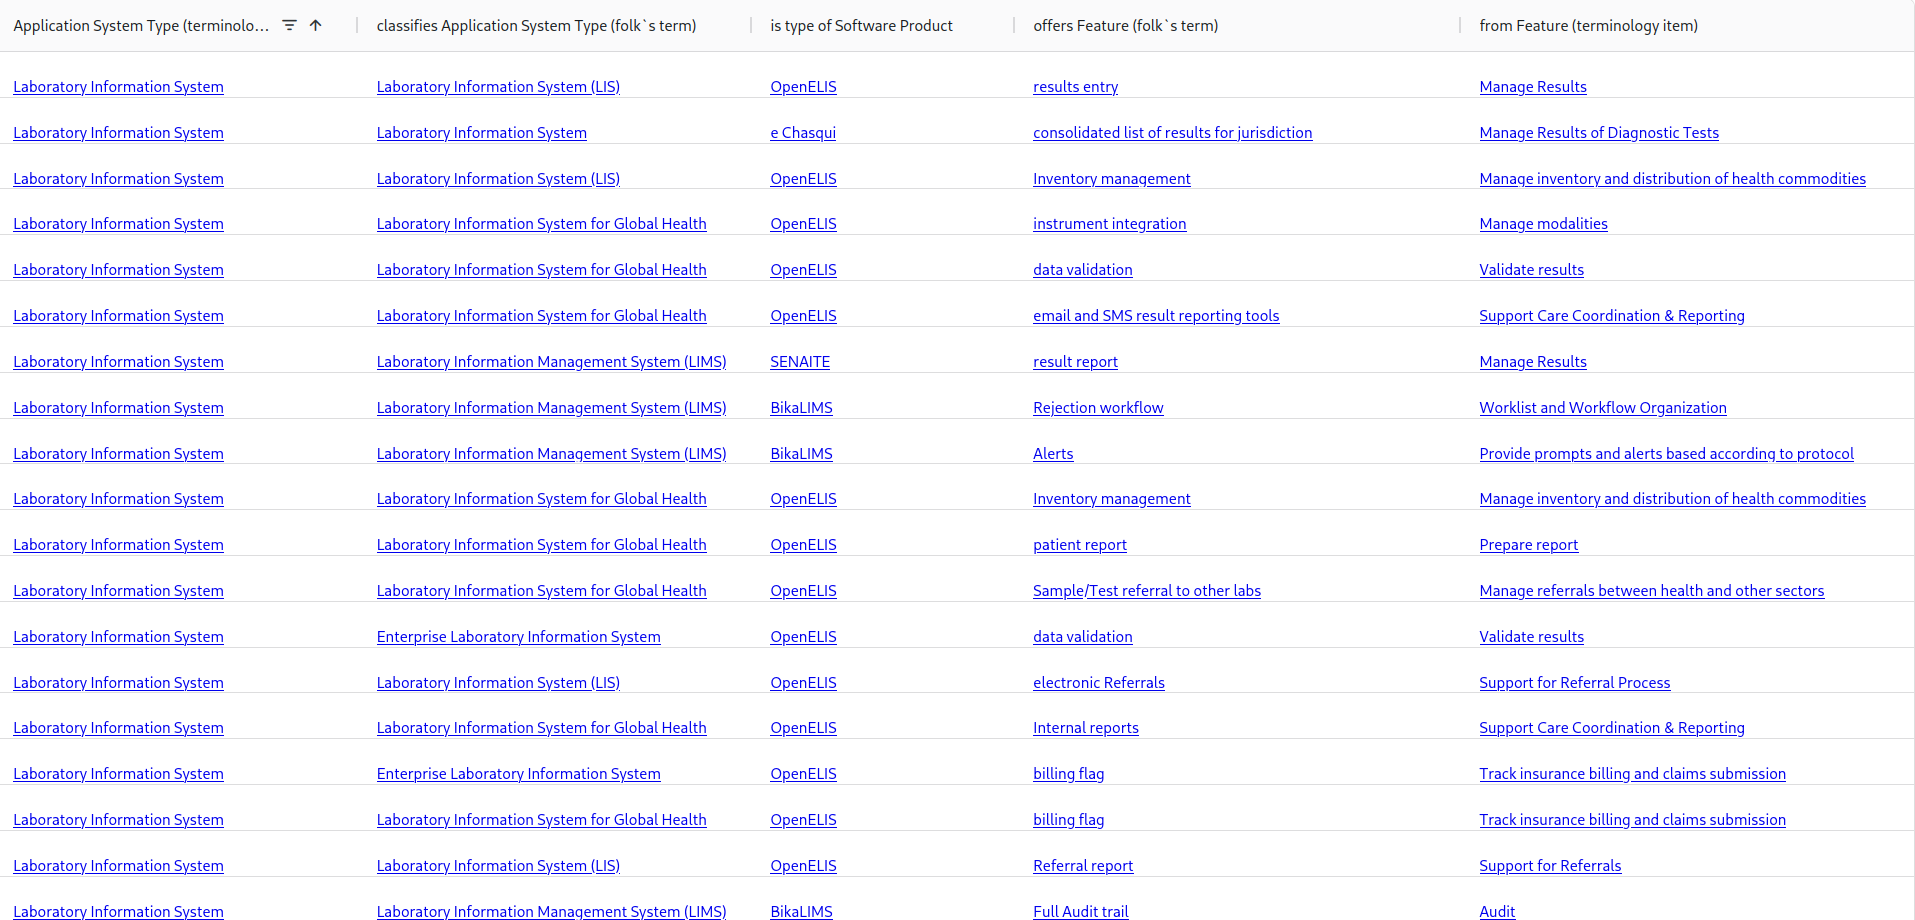 Application System Type (terminolo... classifies Application System Type (folk`s term) is type of Software Product offers Feature (folk`s term) from Feature (terminology item)
Laboratory Information System Laboratory Information System (LIS) OpenELIS results entry Manage Results
Laboratory Information System Laboratory Information System e Chasqui consolidated list of results for jurisdiction Manage Results of Diagnostic Tests
Laboratory Information System Laboratory Information System (LIS) OpenELIS Inventory management Manage inventory and distribution of health commodities
Laboratory Information System Laboratory Information System for Global Health OpenELIS instrument integration Manage modalities
Laboratory Information System Laboratory Information System for Global Health OpenELIS data validation Validate results
Laboratory Information System Laboratory Information System for Global Health OpenELIS email and SMS result reporting tools Support Care Coordination & Reporting
Laboratory Information System Laboratory Information Management System (LIMS) SENAITE result report Manage Results
Laboratory Information System Laboratory Information Management System (LIMS) BikaLIMS Rejection workflow Worklist and Workflow Organization
Laboratory Information System Laboratory Information Management System (LIMS) BikaLIMS Alerts Provide prompts and alerts based according to protocol
Laboratory Information System Laboratory Information System for Global Health OpenELIS Inventory management Manage inventory and distribution of health commodities
Laboratory Information System Laboratory Information System for Global Health OpenELIS patient report Prepare report
Laboratory Information System Laboratory Information System for Global Health OpenELIS Sample/Test referral to other labs Manage referrals between health and other sectors
Laboratory Information System Enterprise Laboratory Information System OpenELIS data validation Validate results
Laboratory Information System Laboratory Information System (LIS) OpenELIS electronic Referrals Support for Referral Process
Laboratory Information System Laboratory Information System for Global Health OpenELIS Internal reports Support Care Coordination & Reporting
Laboratory Information System Enterprise Laboratory Information System OpenELIS billing flag Track insurance billing and claims submission
Laboratory Information System Laboratory Information System for Global Health OpenELIS billing flag Track insurance billing and claims submission
Laboratory Information System Laboratory Information System (LIS) OpenELIS Referral report Support for Referrals
Laboratory Information System Laboratory Information Management System (LIMS) BikaLIMS Full Audit trail Audit